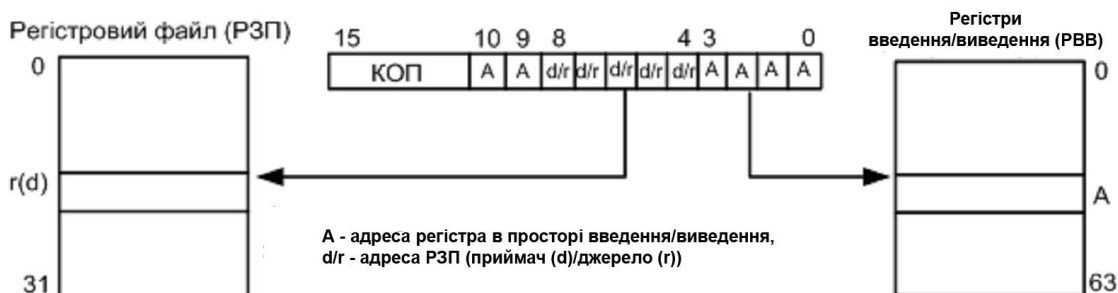 Регістровий файл (РЗП)
0
r(d)
31
15 10 9 8 4 3 0
КОП A A d/r d/r d/r d/r d/r A A A A
А - адреса регістра в просторі введення/виведення,
d/r - адреса РЗП (приймач (d)/джерело (r))
Регістри
введення/виведення (РВВ)
0
A
63